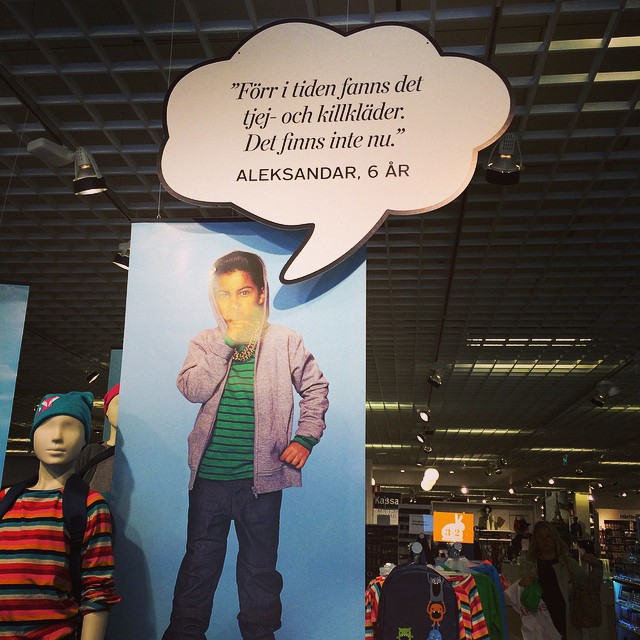 ”Förr i tiden fanns det
tjej- och killkläder.
Det finns inte nu.”
ALEKSANDAR, 6 ÅR
Kassa